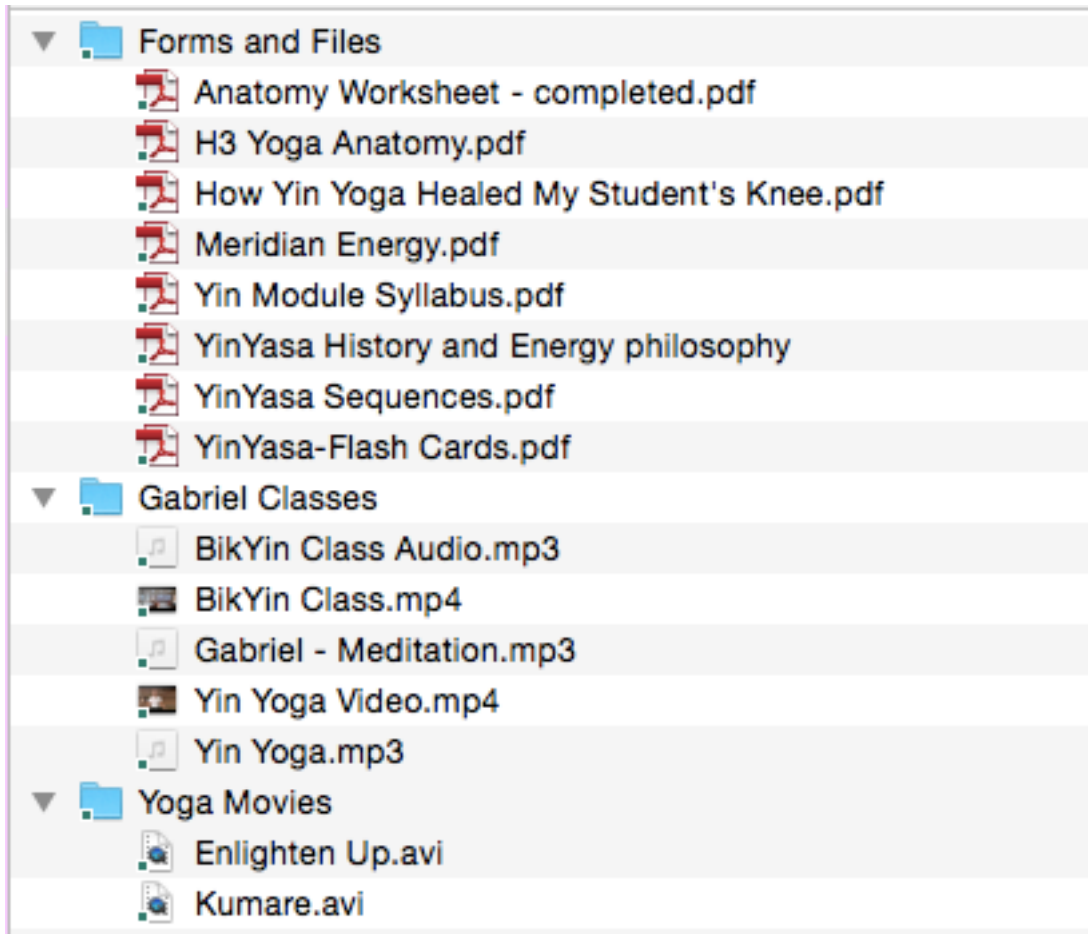 Forms and Files
Anatomy Worksheet - completed.pdf
H3 Yoga Anatomy.pdf
How Yin Yoga Healed My Student's Knee.pdf
Meridian Energy.pdf
Yin Module Syllabus.pdf
YinYasa History and Energy philosophy
YinYasa Sequences.pdf
YinYasa-Flash Cards.pdf
Gabriel Classes
BikYin Class Audio.mp3
BikYin Class.mp4
Gabriel - Meditation.mp3
Yin Yoga Video.mp4
Yin Yoga.mp3
Yoga Movies
Enlighten Up.avi
Kumare.avi